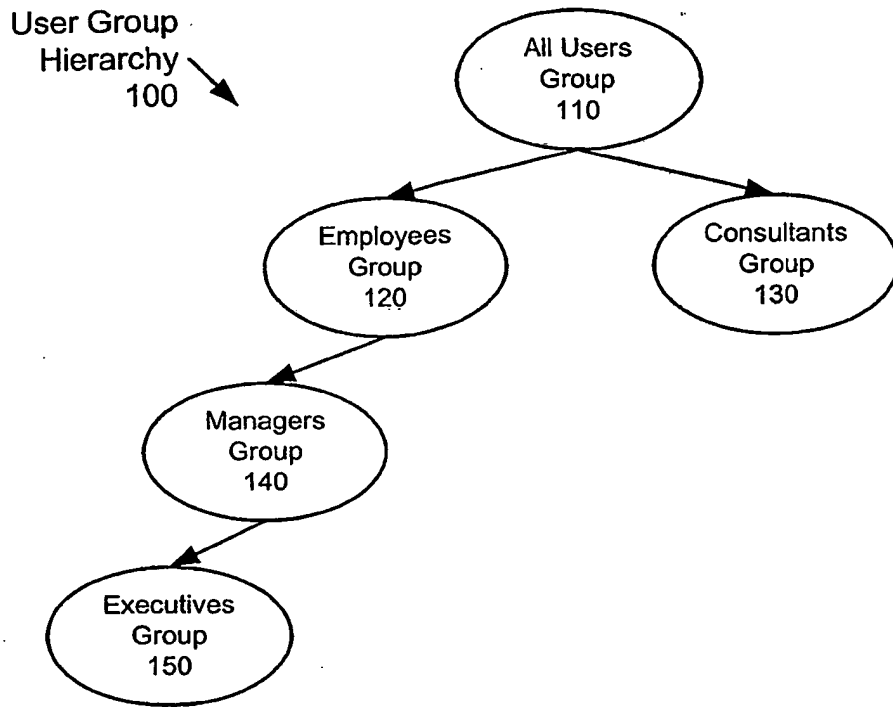 User Group
Hierarchy
100
All Users
Group
110
Employees
Group
120
Consultants
Group
130
Managers
Group
140
Executives
Group
150